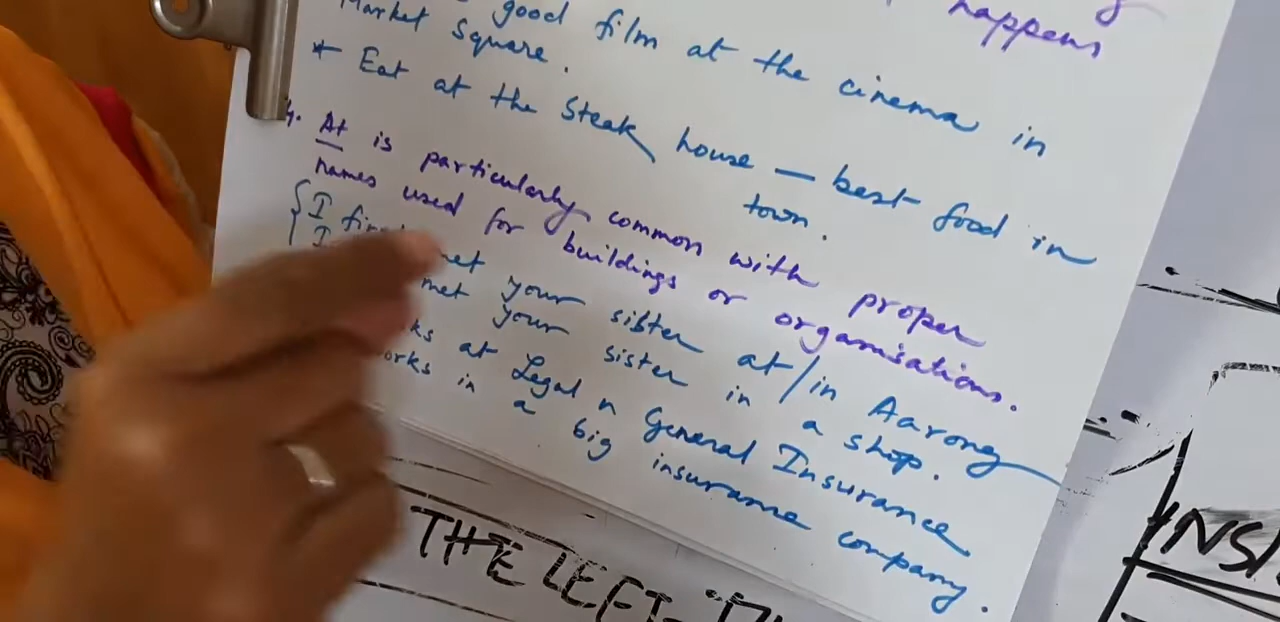 happens
good film at the cinema in
Market Square.
* Eat at the Steak house — best food in
town.
4. At is particularly common with proper
names used for buildings or organisations.
I first met your sister at/in Aarong
I met your sister in a shop.
at Legal n General Insurance
works in a big insurance company.
THE LEFT
INSI